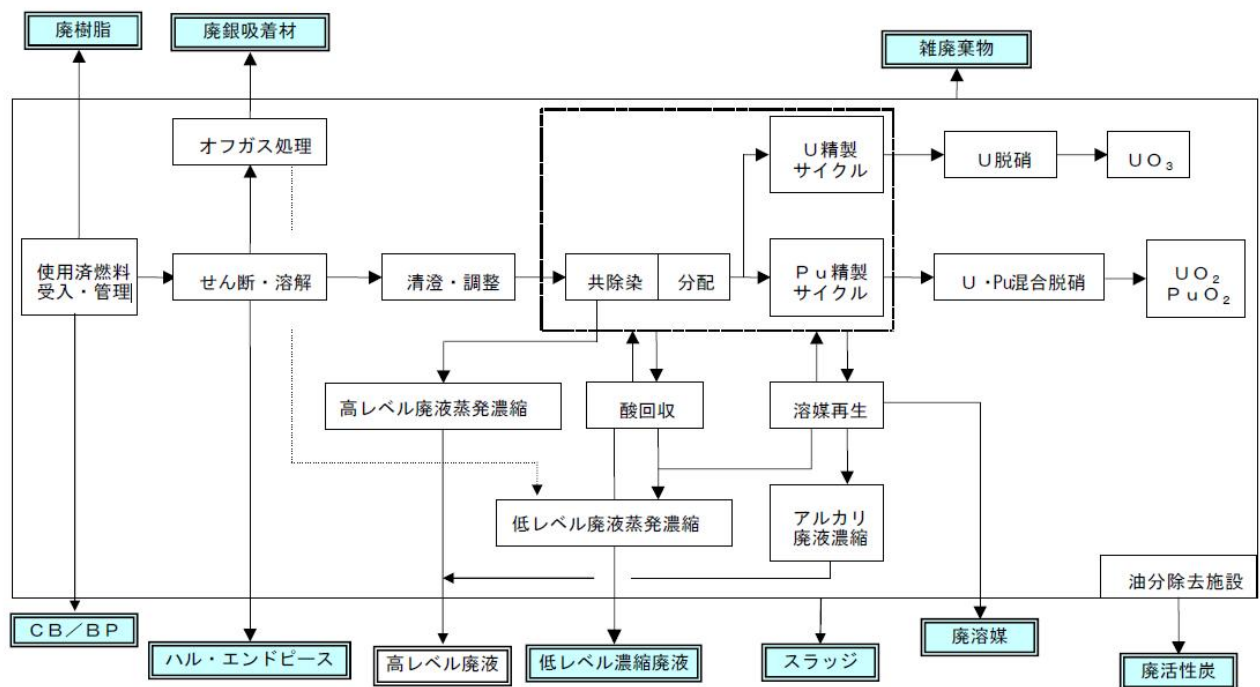 廃樹脂
廃銀吸着材
雑廃棄物
オフガス処理
U精製
サイクル
U脱硝
UO₃
使用済燃料
受入・管理
せん断・溶解
清澄・調整
共除染
分配
Pu精製
サイクル
U・Pu混合脱硝
UO₂
PuO₂
高レベル廃液蒸発濃縮
酸回収
溶媒再生
低レベル廃液蒸発濃縮
アルカリ
廃液濃縮
油分除去施設
CB/BP
ハル・エンドピース
高レベル廃液
低レベル濃縮廃液
スラッジ
廃溶媒
廃活性炭